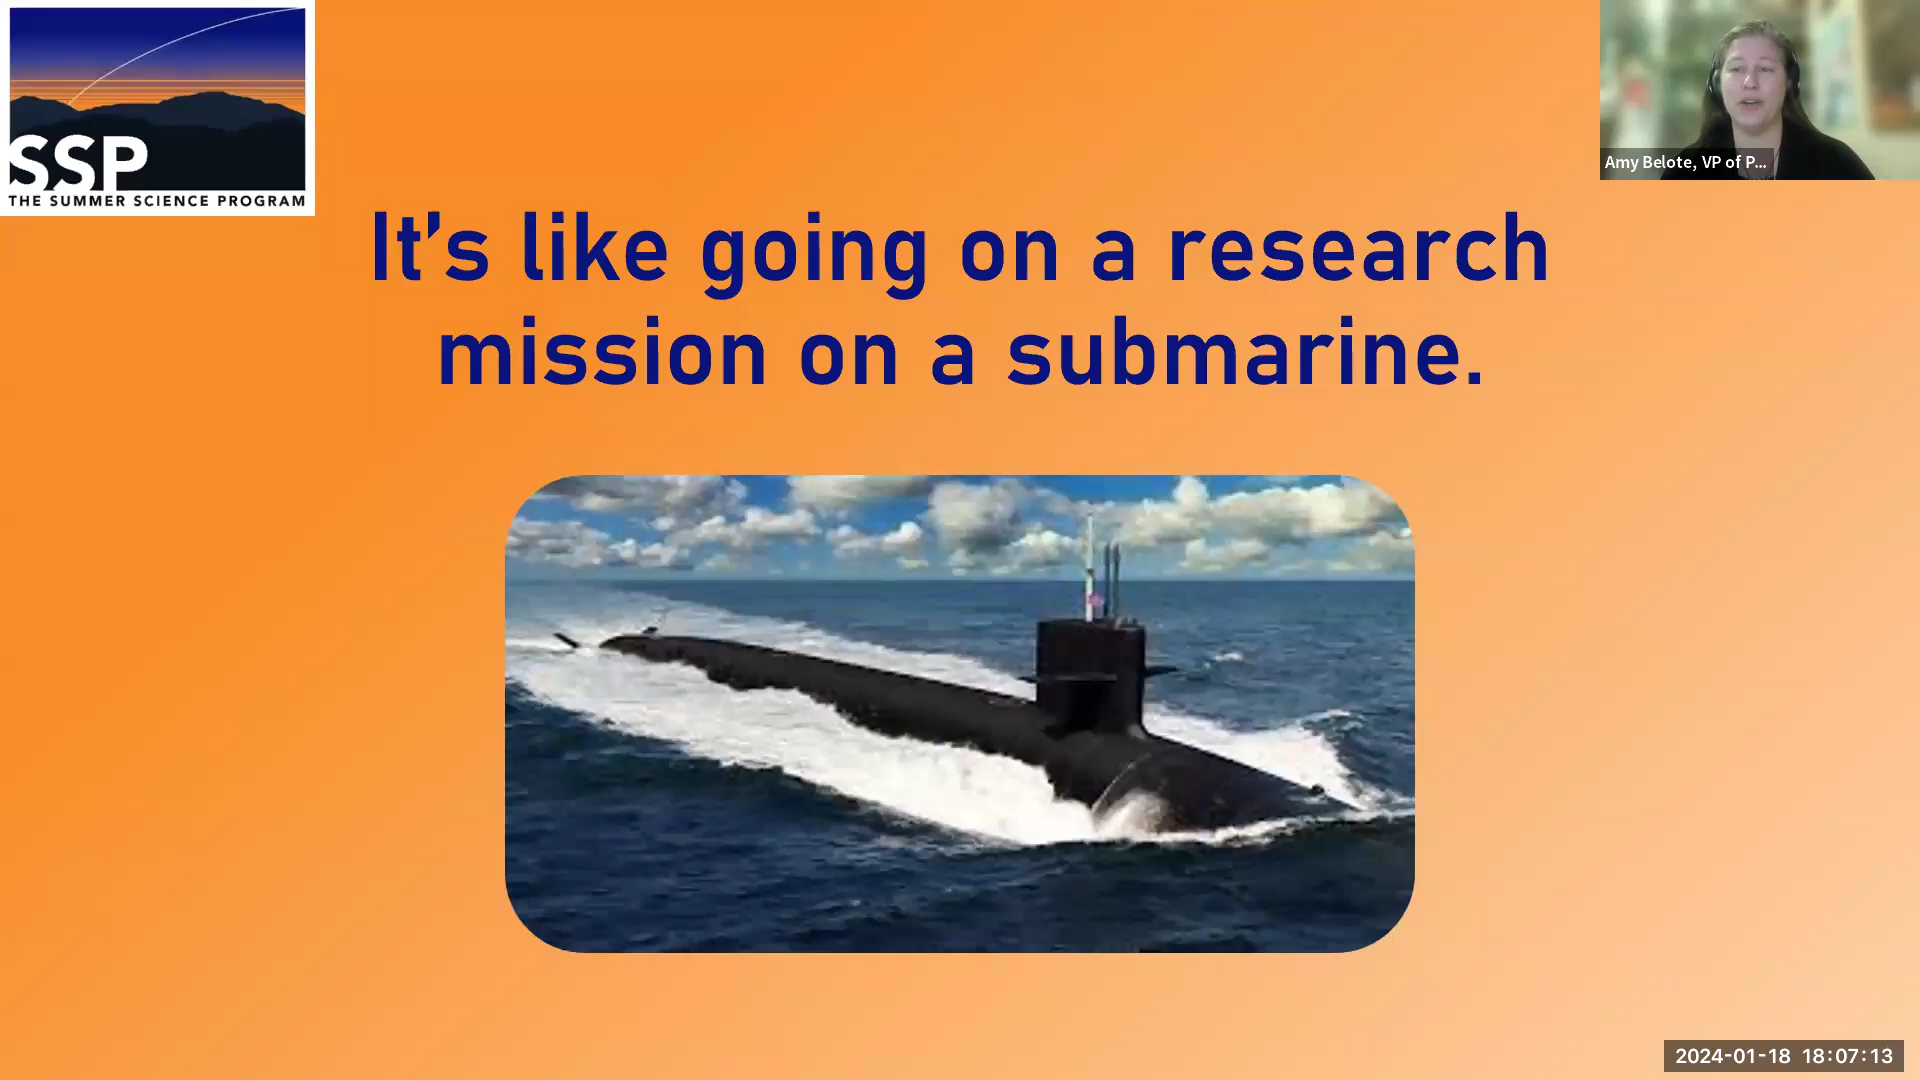 SSP
THE SUMMER SCIENCE PROGRAM
Amy Belote, VP of P...
It's like going on a research
mission on a submarine.
2024-01-18 18:07:13